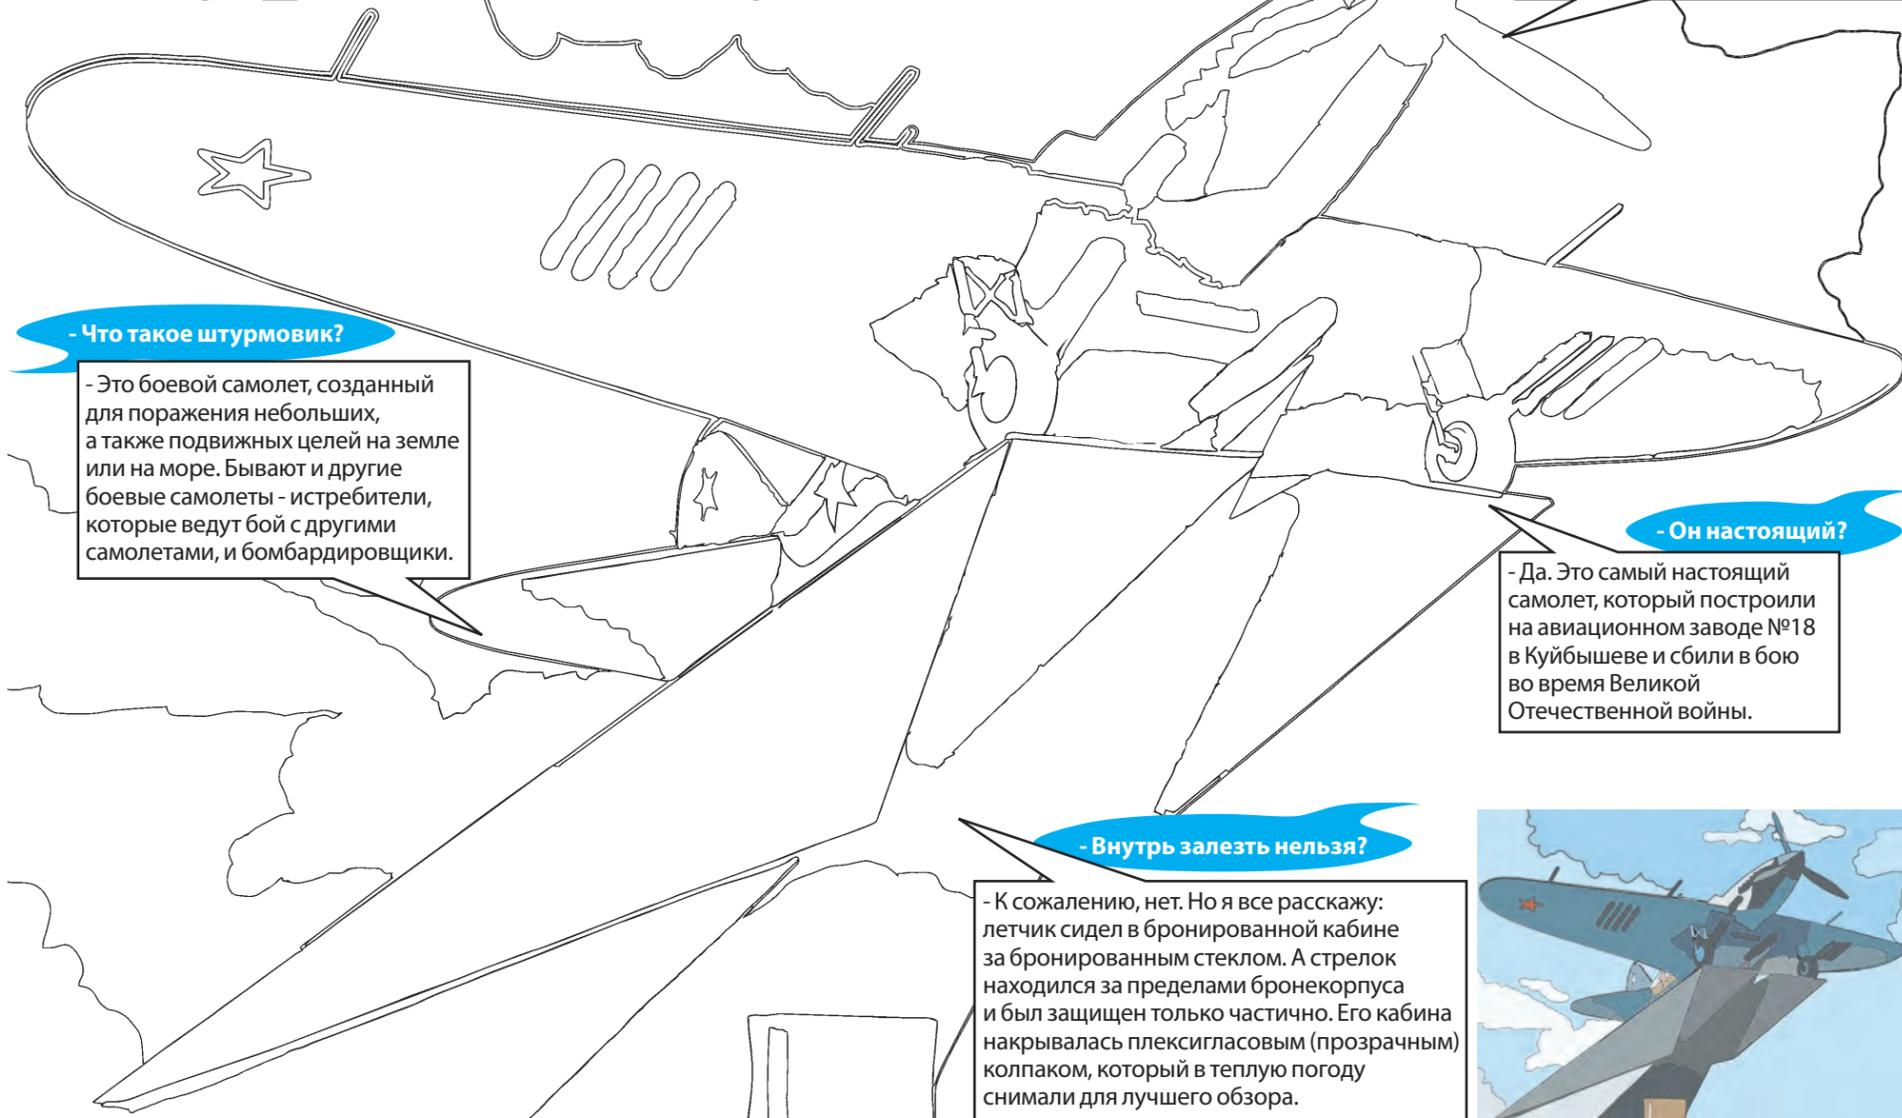 - Что такое штурмовик?
- Это боевой самолет, созданный
для поражения небольших,
а также подвижных целей на земле
или на море. Бывают и другие
боевые самолеты - истребители,
которые ведут бой с другими
самолетами, и бомбардировщики.
- Он настоящий?
- Да. Это самый настоящий
самолет, который построили
на авиационном заводе №18
в Куйбышеве и сбили в бою
во время Великой
Отечественной войны.
- Внутрь залезть нельзя?
- К сожалению, нет. Но я все расскажу:
летчик сидел в бронированной кабине
за бронированным стеклом. А стрелок
находился за пределами бронекорпуса
и был защищен только частично. Его кабина
накрывалась плексигласовым (прозрачным)
колпаком, который в теплую погоду
снимали для лучшего обзора.